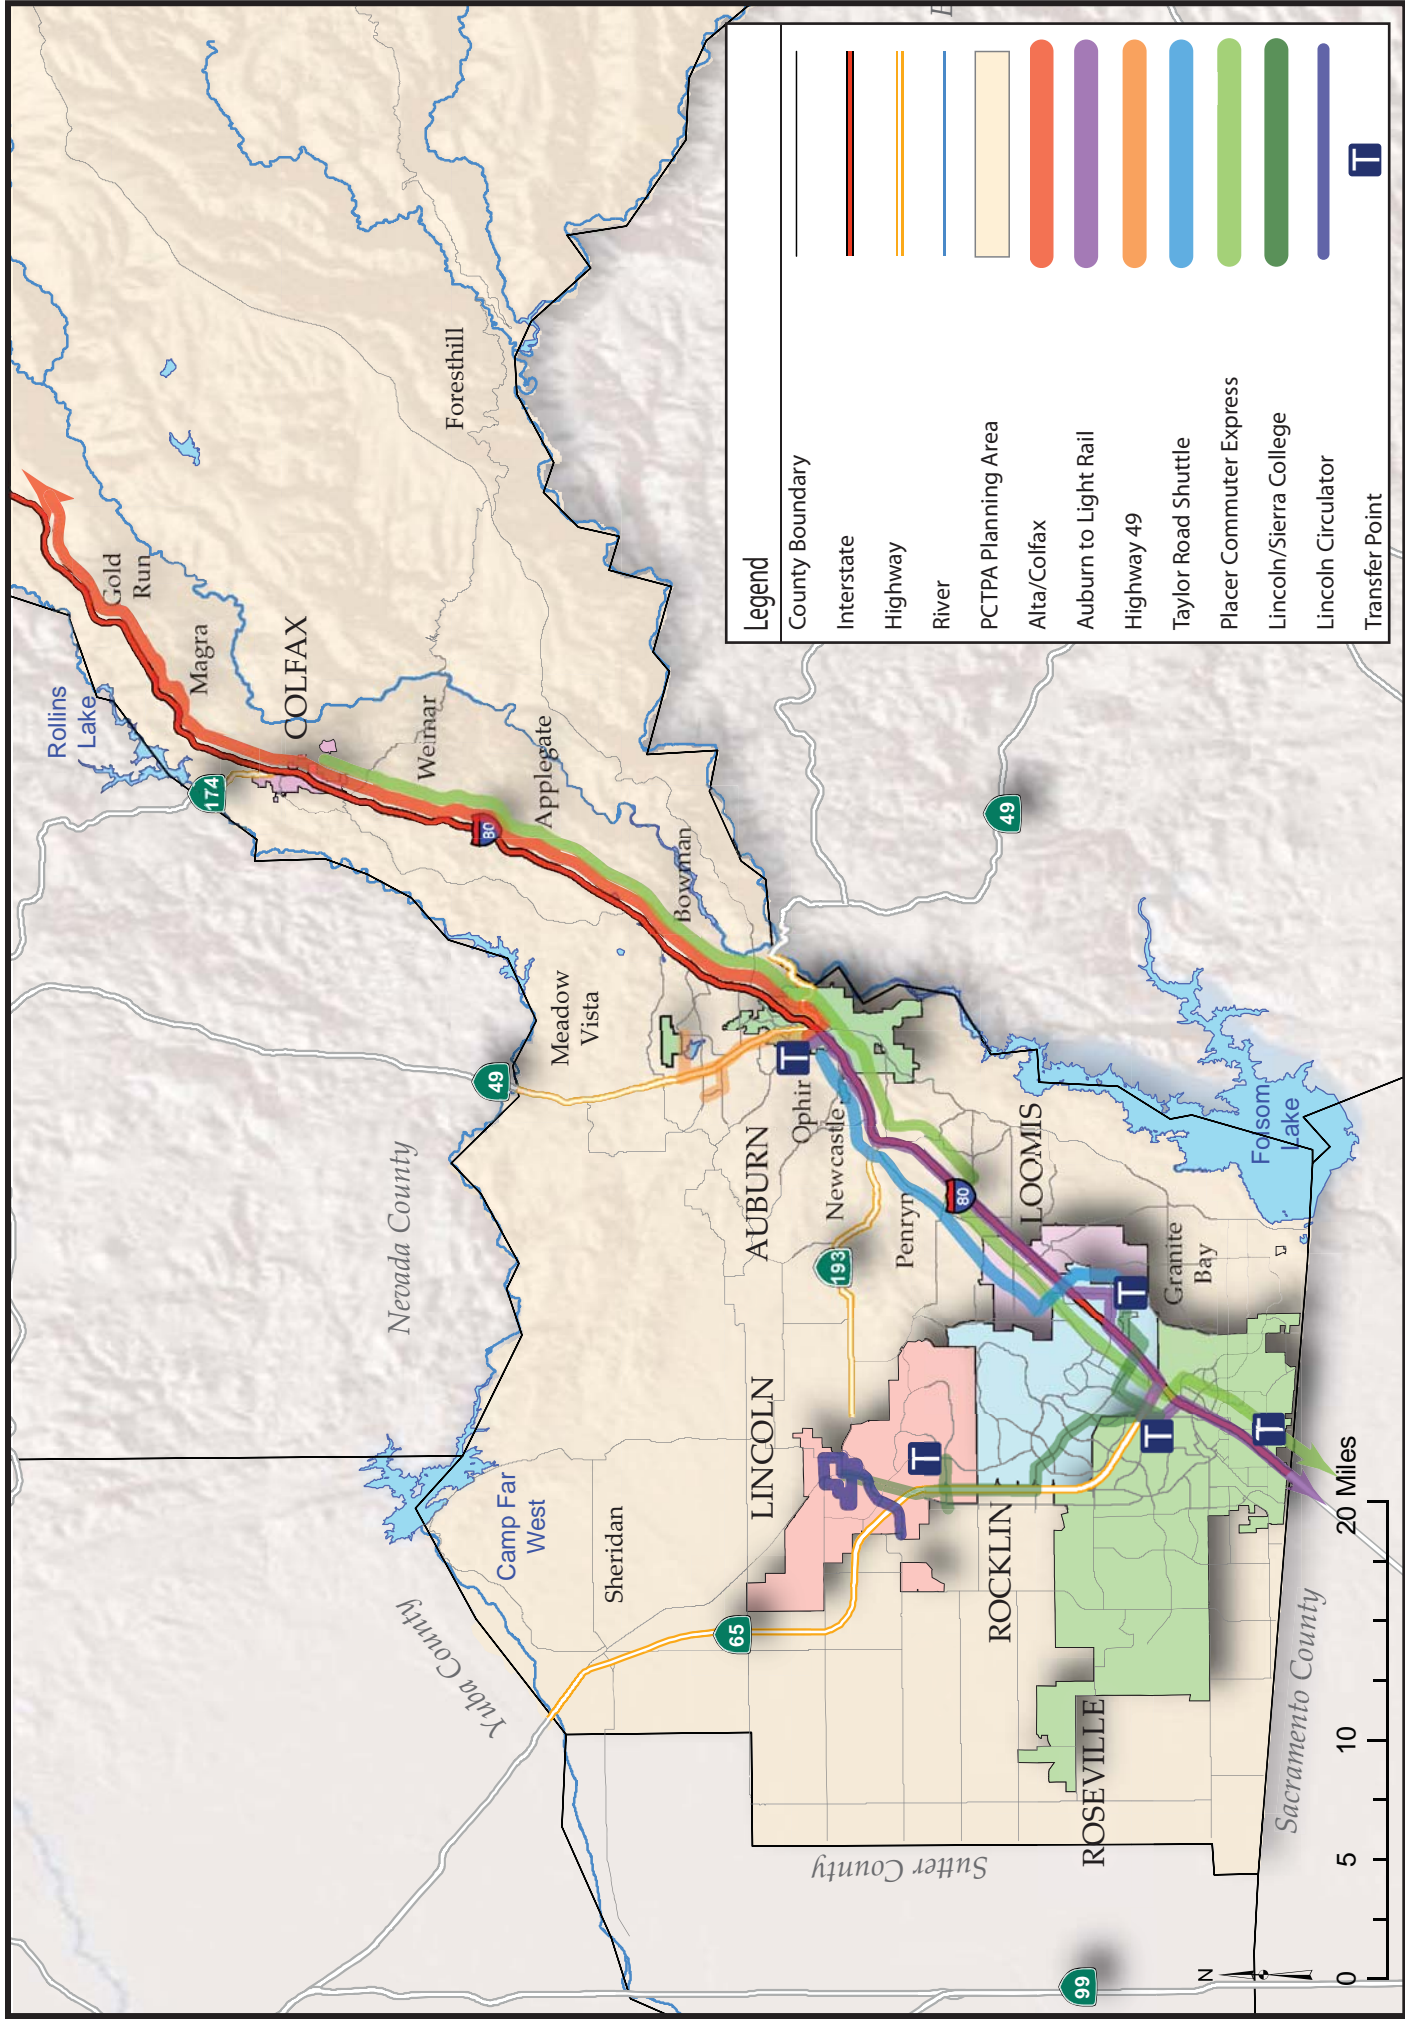 Rollins
Lake
174
Gold
Run
Magra
COLFAX
Weimar
80
Applegate
Foresthill
Bowman
Meadow
Vista
49
49
Nevada County
AUBURN
T
Ophir
Newcastle
193
Penryn
80
LOOMIS
Folsom
Lake
Granite
Bay
T
LINCOLN
T
T
T
Camp Far
West
Sheridan
ROCKLIN
Yuba County
65
ROSEVILLE
Sutter County
Sacramento County
99
N
0 5 10 20 Miles
Legend
County Boundary
Interstate
Highway
River
PCTPA Planning Area
Alta/Colfax
Auburn to Light Rail
Highway 49
Taylor Road Shuttle
Placer Commuter Express
Lincoln/Sierra College
Lincoln Circulator
Transfer Point
T